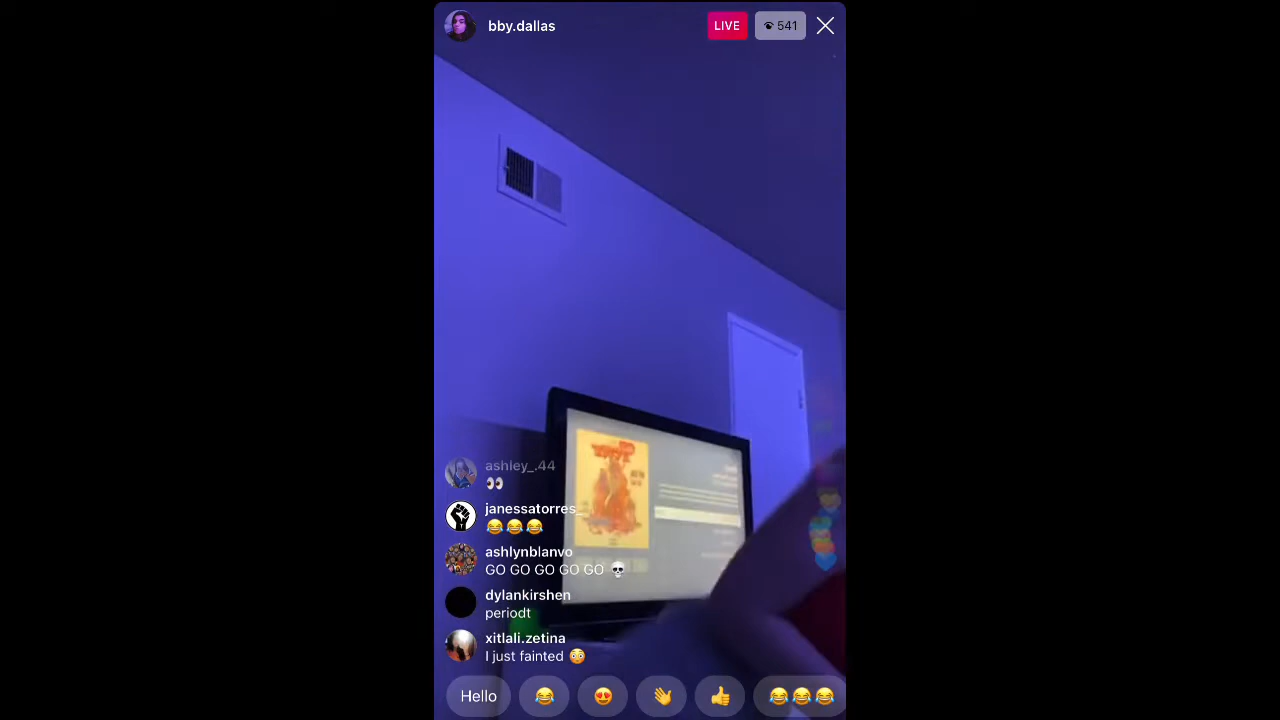 bby.dallas
LIVE
541
ashley_.44
👀
janessatorres_
😂😂😂
ashlynblanvo
GO GO GO GO GO 💀
dylankirshen
periodt
xitlali.zetina
I just fainted 😳
Hello
😂
😍
👋
👍
😂😂😂